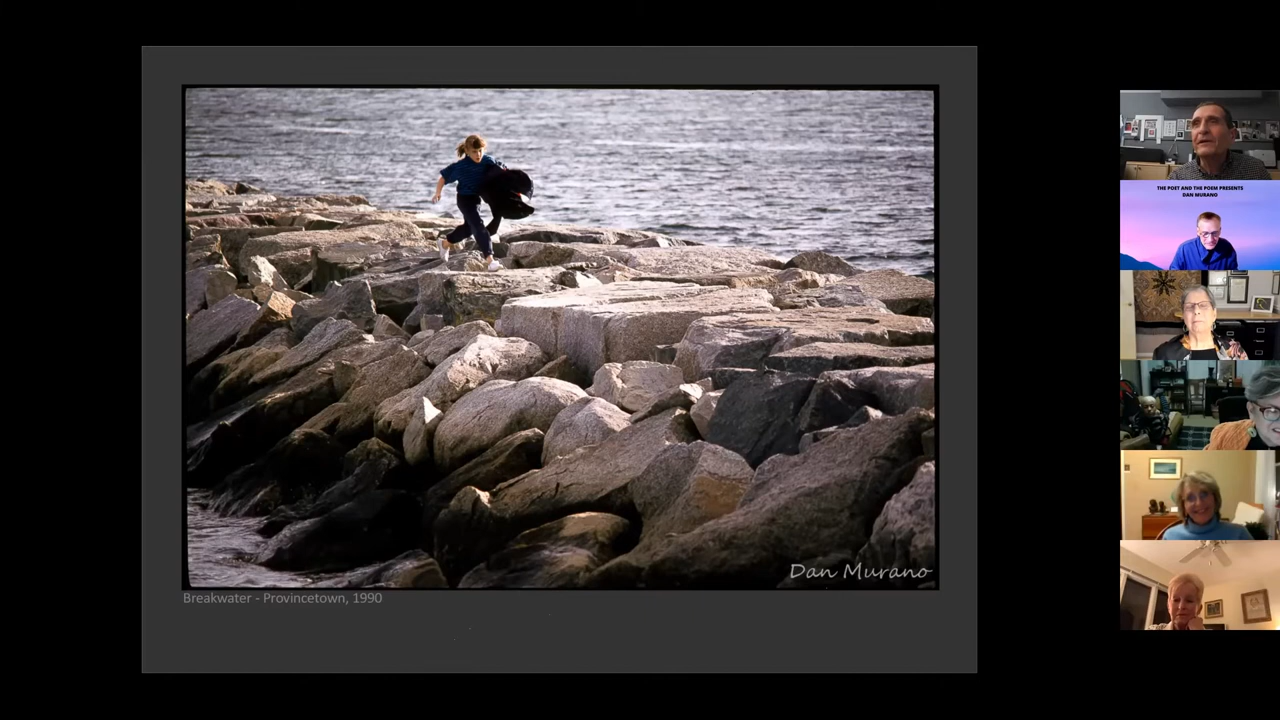 Dan Murano
Breakwater - Provincetown, 1990
THE POET AND THE POEM PRESENTS
DAN MURANO